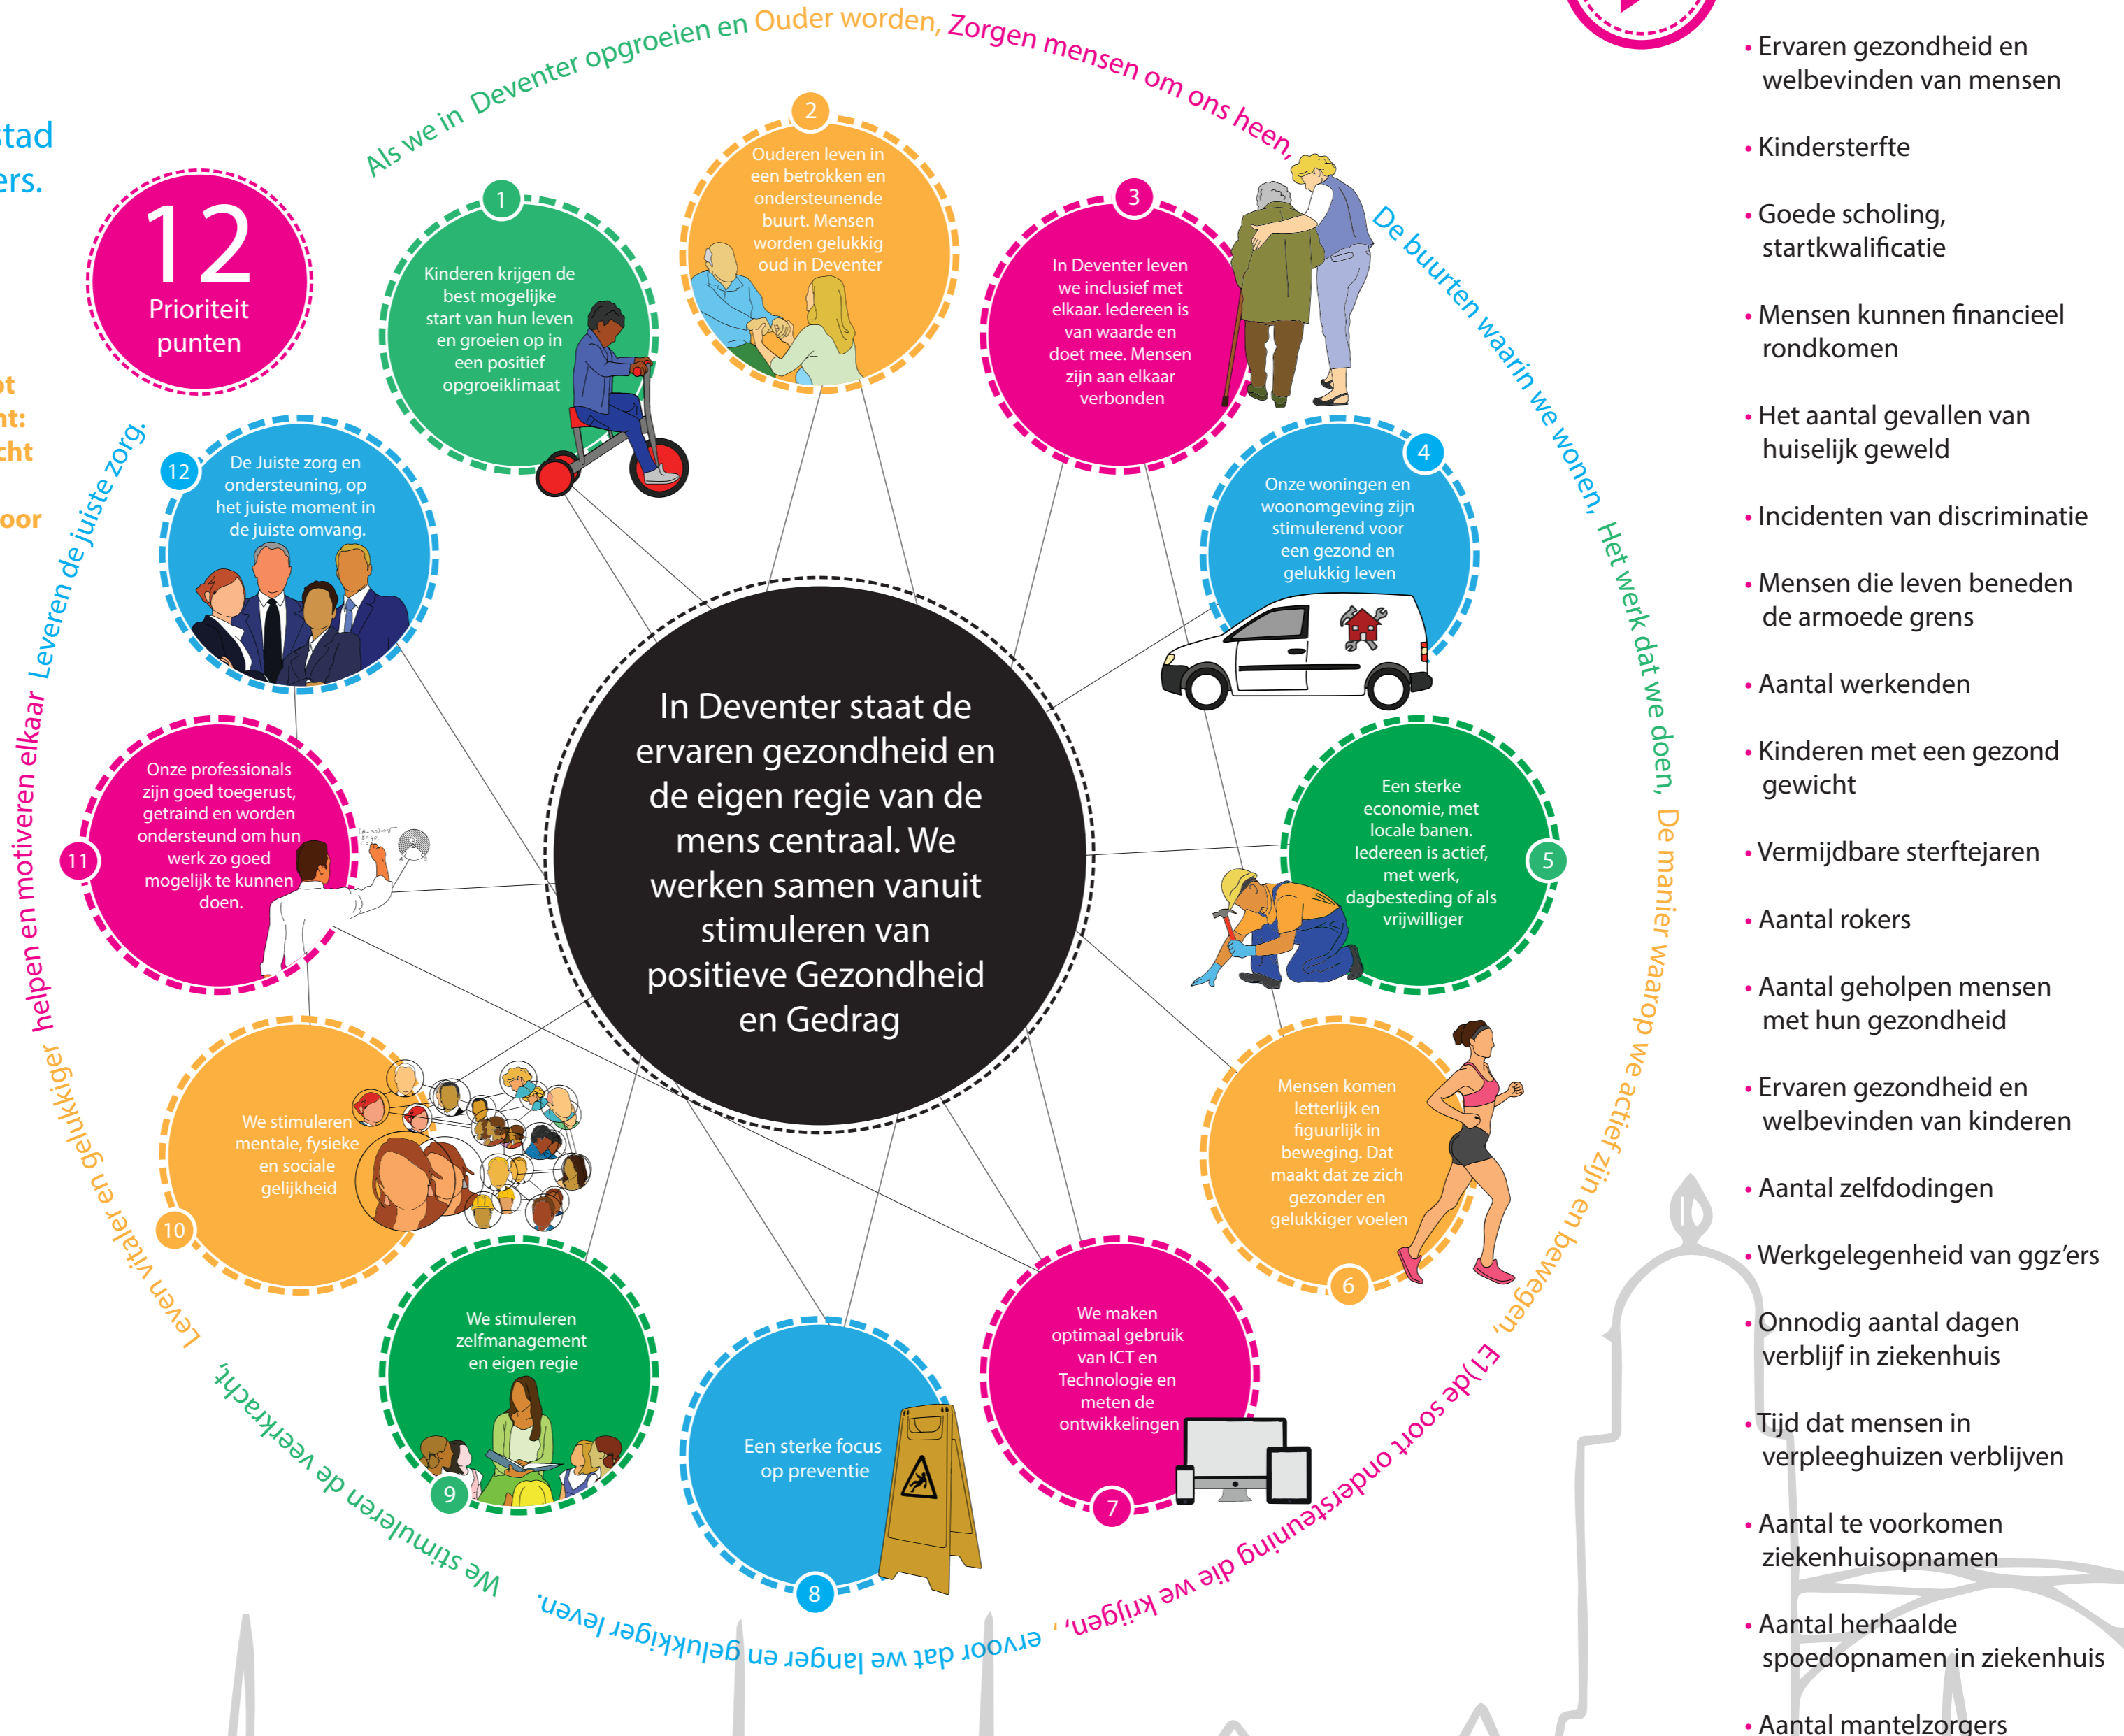 stad
ers.
ot
nt:
cht
oor
12
Prioriteit
punten
Als we in Deventer opgroeien en Ouder worden, Zorgen mensen om ons heen,
De buurten waarin we wonen, Het werk dat we doen, De manier waarop we actief zijn en bewegen,
E1)de soort ondersteuning die we krijgen, , ervoor dat we langer en gelukkiger leven.
We stimuleren de veerkracht,
Leven vitaler en gelukkiger helpen en motiveren elkaar Leveren de juiste zorg.
1
Kinderen krijgen de
best mogelijke
start van hun leven
en groeien op in
een positief
opgroeiklimaat
2
Ouderen leven in
een betrokken en
ondersteunende
buurt. Mensen
worden gelukkig
oud in Deventer
3
In Deventer leven
we inclusief met
elkaar. Iedereen is
van waarde en
doet mee. Mensen
zijn aan elkaar
verbonden
4
Onze woningen en
woonomgeving zijn
stimulerend voor
een gezond en
gelukkig leven
5
Een sterke
economie, met
locale banen.
Iedereen is actief,
met werk,
dagbesteding of als
vrijwilliger
6
Mensen komen
letterlijk en
figuurlijk in
beweging. Dat
maakt dat ze zich
gezonder en
gelukkiger voelen
7
We maken
optimaal gebruik
van ICT en
Technologie en
meten de
ontwikkelingen
8
Een sterke focus
op preventie
9
We stimuleren
zelfmanagement
en eigen regie
10
We stimuleren
mentale, fysieke
en sociale
gelijkheid
11
Onze professionals
zijn goed toegerust,
getraind en worden
ondersteund om hun
werk zo goed
mogelijk te kunnen
doen.
12
De Juiste zorg en
ondersteuning, op
het juiste moment in
de juiste omvang.
In Deventer staat de
ervaren gezondheid en
de eigen regie van de
mens centraal. We
werken samen vanuit
stimuleren van
positieve Gezondheid
en Gedrag
• Ervaren gezondheid en
welbevinden van mensen
• Kindersterfte
• Goede scholing,
startkwalificatie
• Mensen kunnen financieel
rondkomen
• Het aantal gevallen van
huiselijk geweld
• Incidenten van discriminatie
• Mensen die leven beneden
de armoede grens
• Aantal werkenden
• Kinderen met een gezond
gewicht
• Vermijdbare sterftejaren
• Aantal rokers
• Aantal geholpen mensen
met hun gezondheid
• Ervaren gezondheid en
welbevinden van kinderen
• Aantal zelfdodingen
• Werkgelegenheid van ggz'ers
• Onnodig aantal dagen
verblijf in ziekenhuis
• Tijd dat mensen in
verpleeghuizen verblijven
• Aantal te voorkomen
ziekenhuisopnamen
• Aantal herhaalde
spoedopnamen in ziekenhuis
• Aantal mantelzorgers